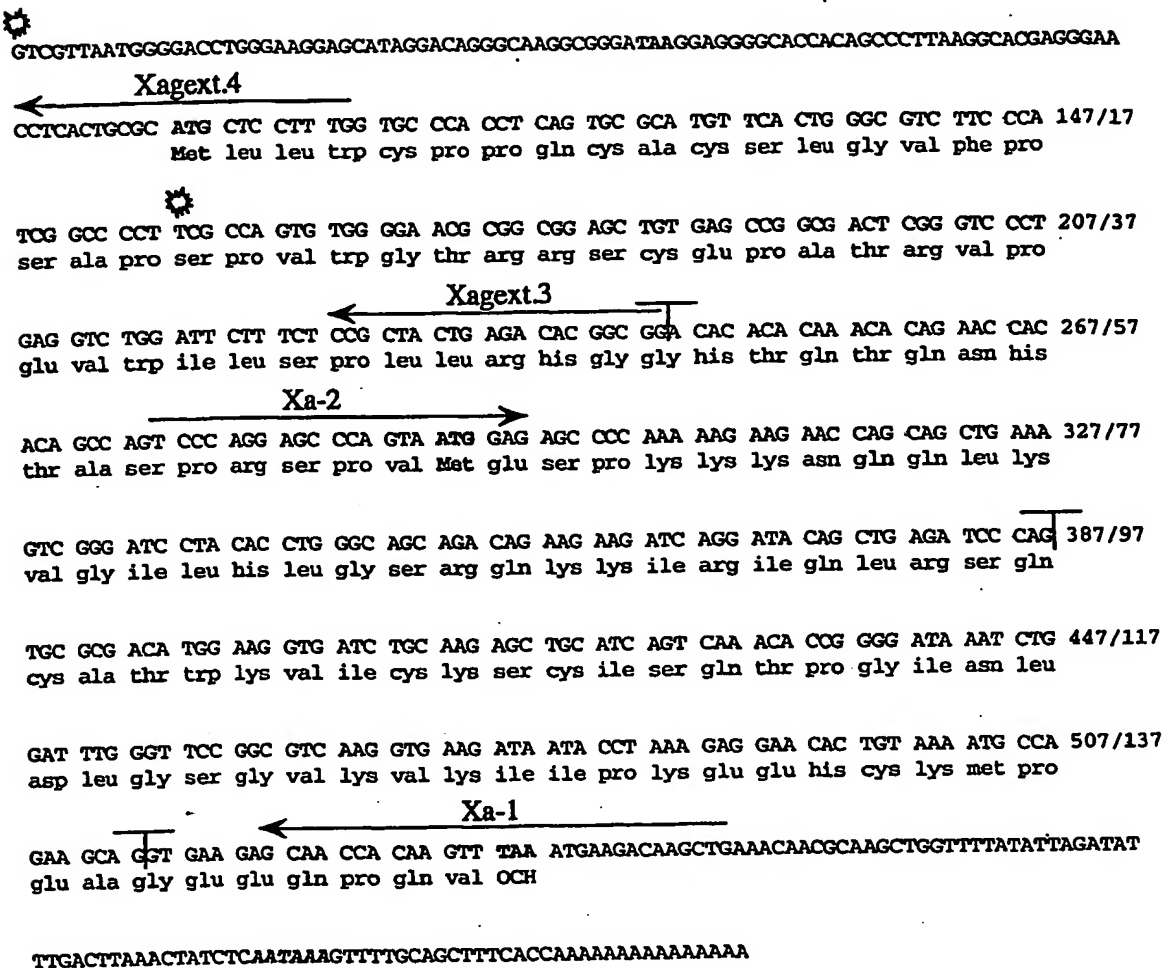 GTCGTTAATGGGGACCTGGGAAGGAGCATAGGACAGGGCAAGGCGGGATAAGGAGGGGCACCACAGCCCTTAAGGCACGAGGGAA
Xagext.4
CCTCACTGCGC ATG CTC CTT TGG TGC CCA CCT CAG TGC GCA TGT TCA CTG GGC GTC TTC CCA 147/17
Met leu leu trp cys pro pro gln cys ala cys ser leu gly val phe pro
TCG GCC CCT TCG CCA GTG TGG GGA ACG CGG CGG AGC TGT GAG CCG GCG ACT CGG GTC CCT 207/37
ser ala pro ser pro val trp gly thr arg arg ser cys glu pro ala thr arg val pro
Xagext.3
GAG GTC TGG ATT CTT TCT CCG CTA CTG AGA CAC GGC GGA CAC ACA CAA ACA CAG AAC CAC 267/57
glu val trp ile leu ser pro leu leu arg his gly gly his thr gln thr gln asn his
Xa-2
ACA GCC AGT CCC AGG AGC CCA GTA ATG GAG AGC CCC AAA AAG AAG AAC CAG CAG CTG AAA 327/77
thr ala ser pro arg ser pro val Met glu ser pro lys lys lys asn gln gln leu lys
GTC GGG ATC CTA CAC CTG GGC AGC AGA CAG AAG AAG ATC AGG ATA CAG CTG AGA TCC CAG 387/97
val gly ile leu his leu gly ser arg gln lys lys ile arg ile gln leu arg ser gln
TGC GCG ACA TGG AAG GTG ATC TGC AAG AGC TGC ATC AGT CAA ACA CCG GGG ATA AAT CTG 447/117
cys ala thr trp lys val ile cys lys ser cys ile ser gln thr pro gly ile asn leu
GAT TTG GGT TCC GGC GTC AAG GTG AAG ATA ATA CCT AAA GAG GAA CAC TGT AAA ATG CCA 507/137
asp leu gly ser gly val lys val lys ile ile pro lys glu glu his cys lys met pro
Xa-1
GAA GCA GGT GAA GAG CAA CCA CAA GTT TAA ATGAAGACAAGCTGAAACAACGCAAGCTGGTTTTATATTAGATAT
glu ala gly glu glu gln pro gln val OCH
TTGACTTAAACTATCTCAATAAAGTTTTGCAGCTTTCACCAAAAAAAAAAAAAAA